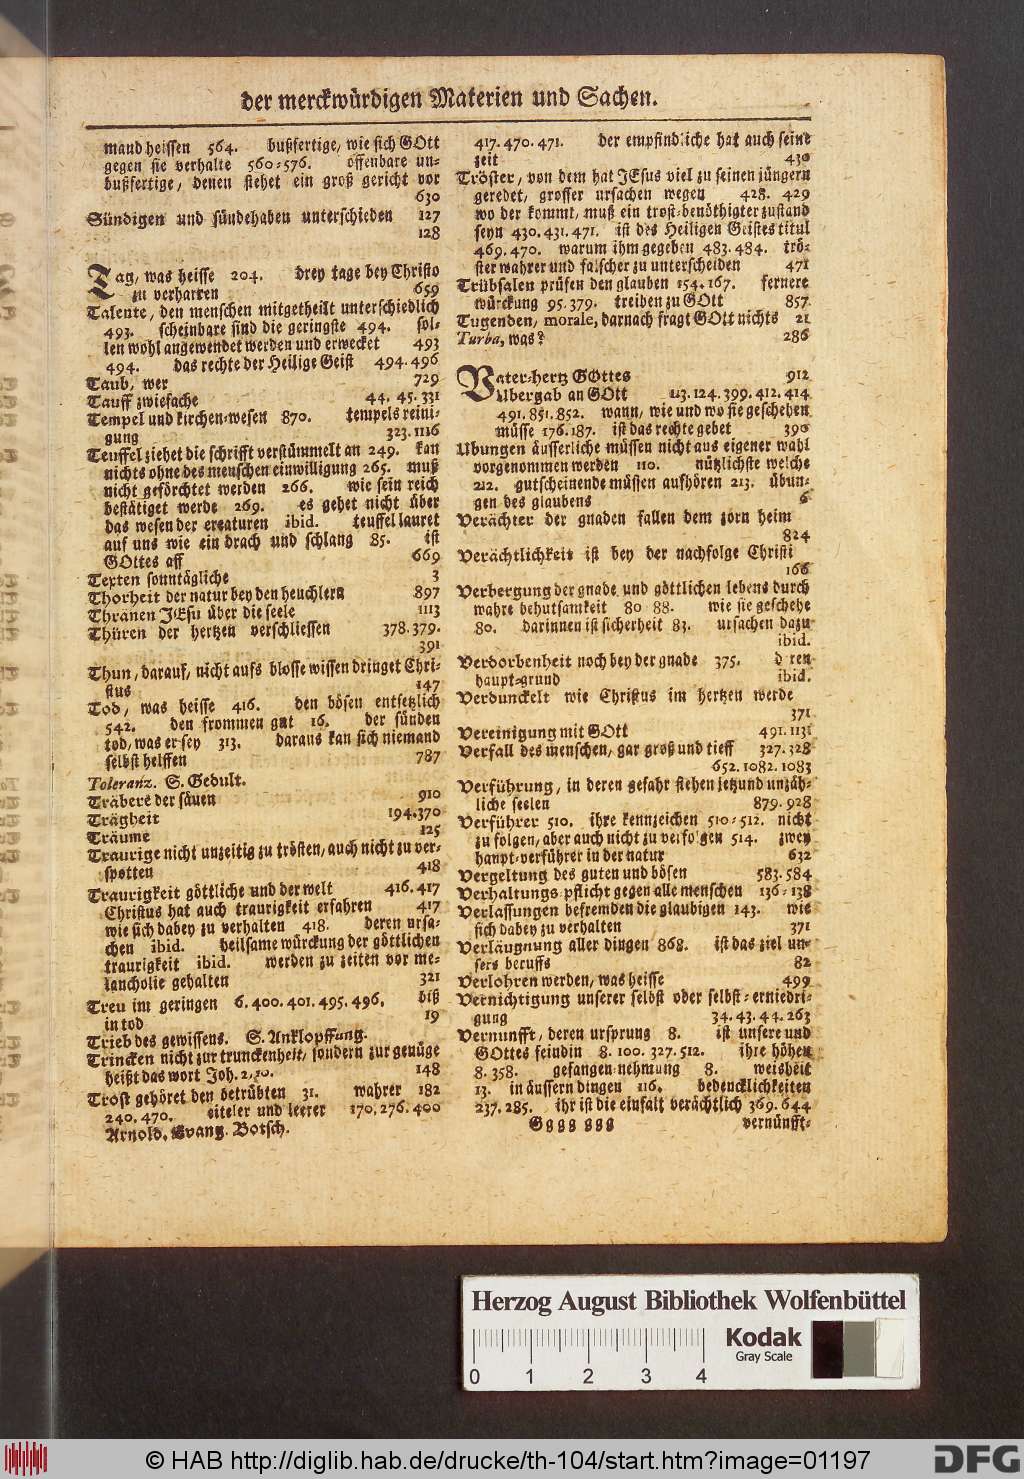 der merckwürdigen Materien und Sachen.
mand heissen 564. bußfertige, wie sich GOtt
gegen sie verhalte 560-576. offenbare un-
bußfertige, denen stehet ein groß gericht vor
630
Sündigen und sündehaben unterschieden 127
128
Tag, was heisse 204. drey tage bey Christo
zu verharren 659
Talente, den menschen mitgetheilt unterschiedlich
493. scheinbare sind die geringste 494. sol-
len wohl angewendet werden und erwecket 493
494. das rechte der Heilige Geist 494. 496
Taub, wer 729
Tauff zwiefache 44. 45. 331
Tempel und kirchen-wesen 870. tempels reini-
gung 323. 1116
Teuffel ziehet die schrifft verstümmelt an 249. kan
nichts ohne des menschen einwilligung 265. muß
nicht geförchtet werden 266. wie sein reich
bestätiget werde 269. es gehet nicht über
das wesen der creaturen ibid. teuffel lauret
auf uns wie ein drach und schlang 85. ist
GOttes aff 669
Texten sonntägliche 3
Thorheit der natur bey den heuchlern 897
Thränen JEsu über die seele 1113
Thüren der hertzen verschliessen 378. 379.
391
Thun, darauf, nicht aufs blosse wissen dringet Chri-
stus 147
Tod, was heisse 416. den bösen entsetzlich
542. den frommen gut 16. der sünden
tod, was er sey 313. daraus kan sich niemand
selbst helffen 787
Toleranz. S. Gedult.
Träbere der säuen 910
Trägheit 194. 370
Träume 125
Traurige nicht unzeitig zu trösten, auch nicht zu ver-
spotten 418
Traurigkeit göttliche und der welt 416. 417
Christus hat auch traurigkeit erfahren 417
wie sich dabey zu verhalten 418. deren ursa-
chen ibid. heilsame würckung der göttlichen
traurigkeit ibid. werden zu zeiten vor me-
lancholie gehalten 321
Treu im geringen 6. 400. 401. 495. 496. biß
in tod 19
Trieb des gewissens. S. Anklopffung.
Trincken nicht zur trunckenheit, sondern zur genüge
heißt das wort Joh. 2, 10. 148
Trost gehöret den betrübten 31. wahrer 182
240. 470. eiteler und leerer 170. 276. 400
Arnold. Evang. Botsch.
417. 470. 471. der empfindliche hat auch seine
zeit 430
Tröster, von dem hat JEsus viel zu seinen jüngern
geredet, grosser ursachen wegen 428. 429
wo der kommt, muß ein trost-benöthigter zustand
seyn 430. 431. 471. ist des Heiligen Geistes titul
469. 470. warum ihm gegeben 483. 484. trö-
ster wahrer und falscher zu unterscheiden 471
Trübsalen prüfen den glauben 154. 167. fernere
würckung 95. 379. treiben zu GOtt 857
Tugenden, morale, darnach fragt GOtt nichts 21
Turba, was? 286
Vater-hertz GOttes 912
Übergab an GOtt 113. 124. 399. 412. 414
491. 851. 852. wann, wie und wo sie geschehen
müsse 176. 187. ist das rechte gebet 390
Übungen äusserliche müssen nicht aus eigener wahl
vorgenommen werden 110. nützlichste welche
212. gutscheinende müssen aufhören 213. übun-
gen des glaubens 6
Verächter der gnaden fallen dem zorn heim
824
Verächtlichkeit ist bey der nachfolge Christi
166
Verbergung der gnade und göttlichen lebens durch
wahre behutsamkeit 80 88. wie sie geschehe
80. darinnen ist sicherheit 83. ursachen dazu
ibid.
Verdorbenheit noch bey der gnade 375. deren
haupt-grund ibid.
Verdunckelt wie Christus im hertzen werde
371
Vereinigung mit GOtt 491. 1131
Verfall des menschen, gar groß und tieff 327. 328
652. 1082. 1083
Verführung, in deren gefahr stehen jetzund unzäh-
liche seelen 879. 928
Verführer 510. ihre kennzeichen 510-512. nicht
zu folgen, aber auch nicht zu verfolgen 514. zwey
haupt-verführer in der natur 632
Vergeltung des guten und bösen 583. 584
Verhaltungs pflicht gegen alle menschen 136-138
Verlassungen befremden die glaubigen 143. wie
sich dabey zu verhalten 371
Verläugnung aller dingen 868. ist das ziel un-
sers beruffs 82
Verlohren werden, was heisse 499
Vernichtigung unserer selbst oder selbst-erniedri-
gung 34. 43. 44. 263
Vernunfft, deren ursprung 8. ist unsere und
GOttes feindin 8. 100. 327. 512. ihre höhen
8. 358. gefangen-nehmung 8. weisheit
13. in äussern dingen 116. bedencklichkeiten
237. 285. ihr ist die einfalt verächtlich 369. 644
Gggg ggg vernünfft-
Herzog August Bibliothek Wolfenbüttel
Kodak
Gray Scale
0 1 2 3 4
© HAB http://diglib.hab.de/drucke/th-104/start.htm?image=01197
DFG